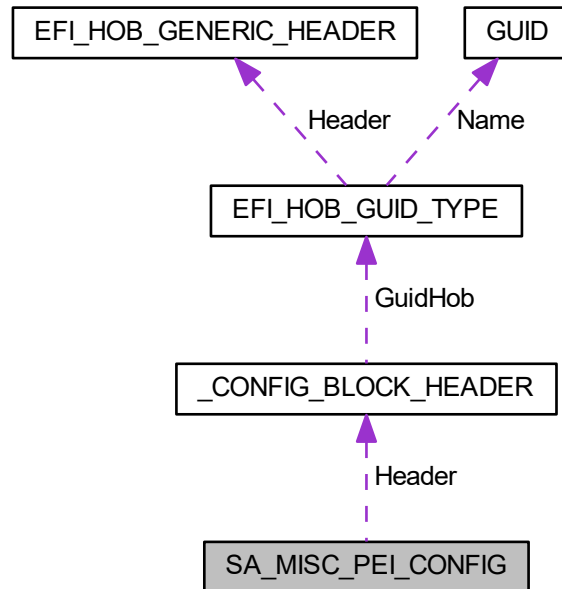 EFI_HOB_GENERIC_HEADER
GUID
Header
Name
EFI_HOB_GUID_TYPE
GuidHob
_CONFIG_BLOCK_HEADER
Header
SA_MISC_PEI_CONFIG